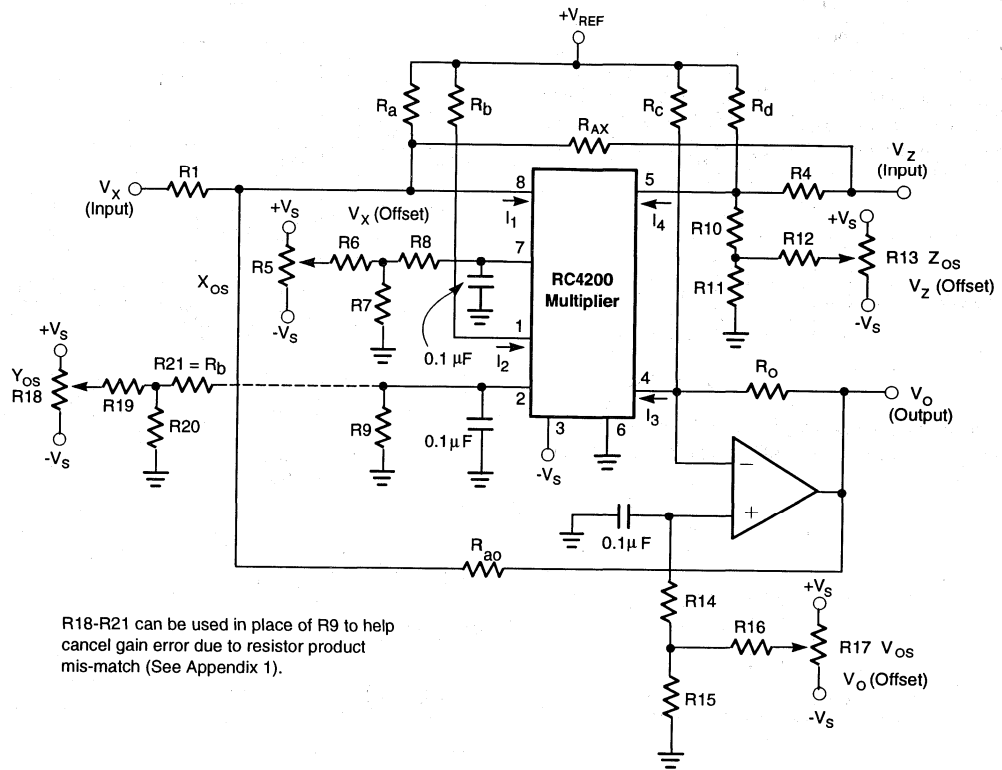 +VREF
Ra
Rb
Rc
Rd
RAX
VX
(Input)
R1
VZ
(Input)
R4
8
I1
5
I4
+VS
VX (Offset)
R5
R6
R8
7
XOS
R7
-VS
0.1 μF
RC4200
Multiplier
R10
R12
R11
+VS
R13 ZOS
VZ (Offset)
-VS
1
I2
+VS
YOS
R18
R21 = Rb
R19
R20
-VS
R9
0.1μF
2
3
-VS
6
4
I3
Ro
VO
(Output)
−
+
0.1μF
Rao
R14
R16
R15
+VS
R17 VOS
VO (Offset)
-VS
R18-R21 can be used in place of R9 to help
cancel gain error due to resistor product
mis-match (See Appendix 1).